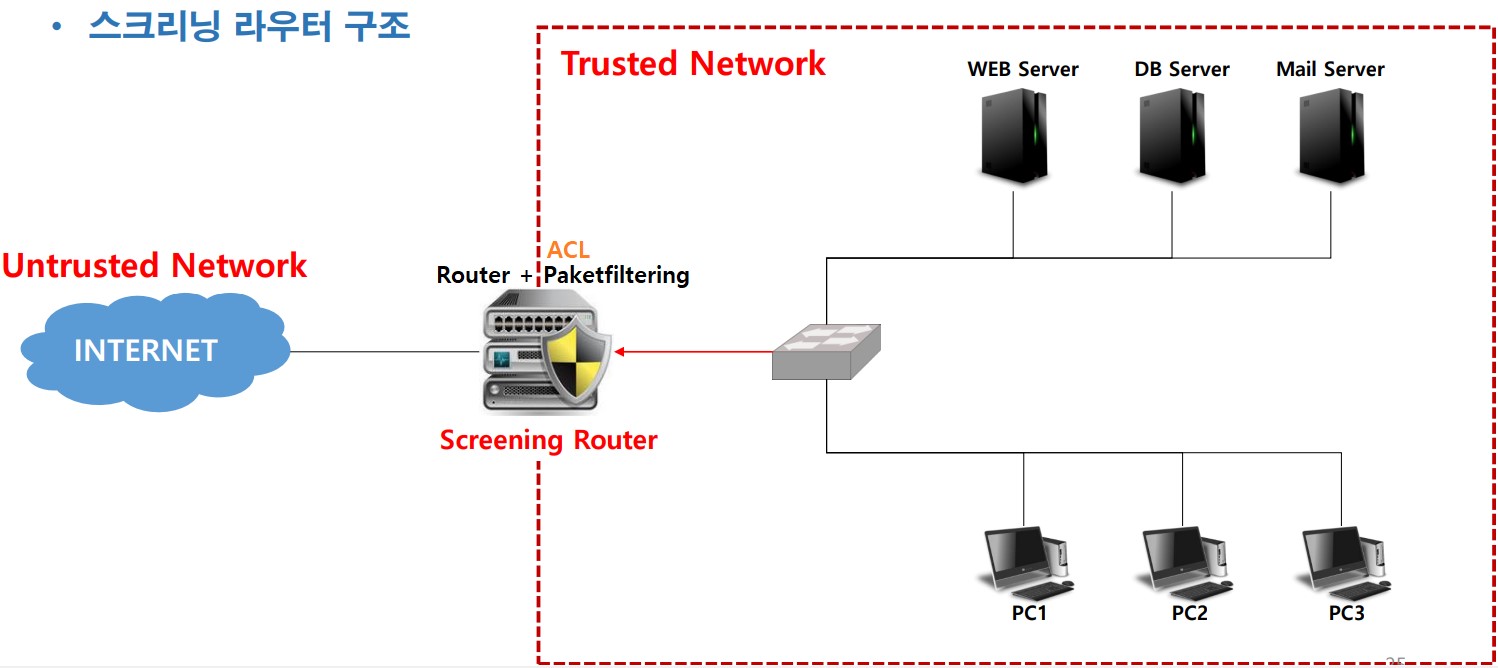 • 스크리닝 라우터 구조
Trusted Network
WEB Server
DB Server
Mail Server
Untrusted Network
INTERNET
ACL
Router + Paketfiltering
Screening Router
PC1
PC2
PC3